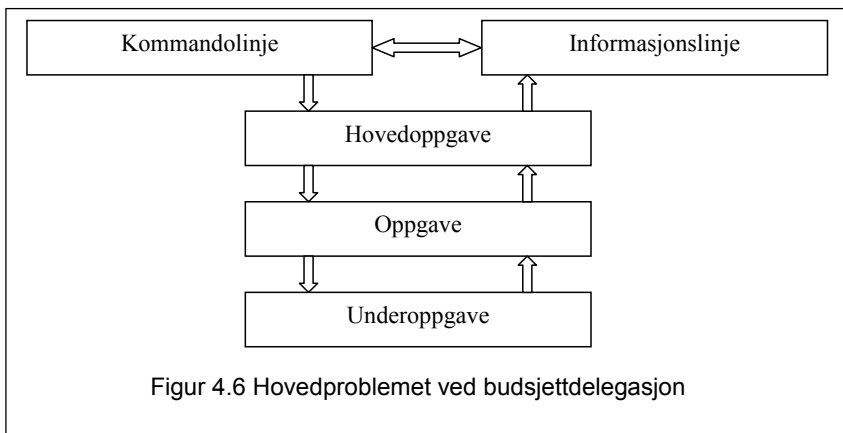 Kommandolinje
Informasjonslinje
Hovedoppgave
Oppgave
Underoppgave
Figur 4.6 Hovedproblemet ved budsjettdelegasjon